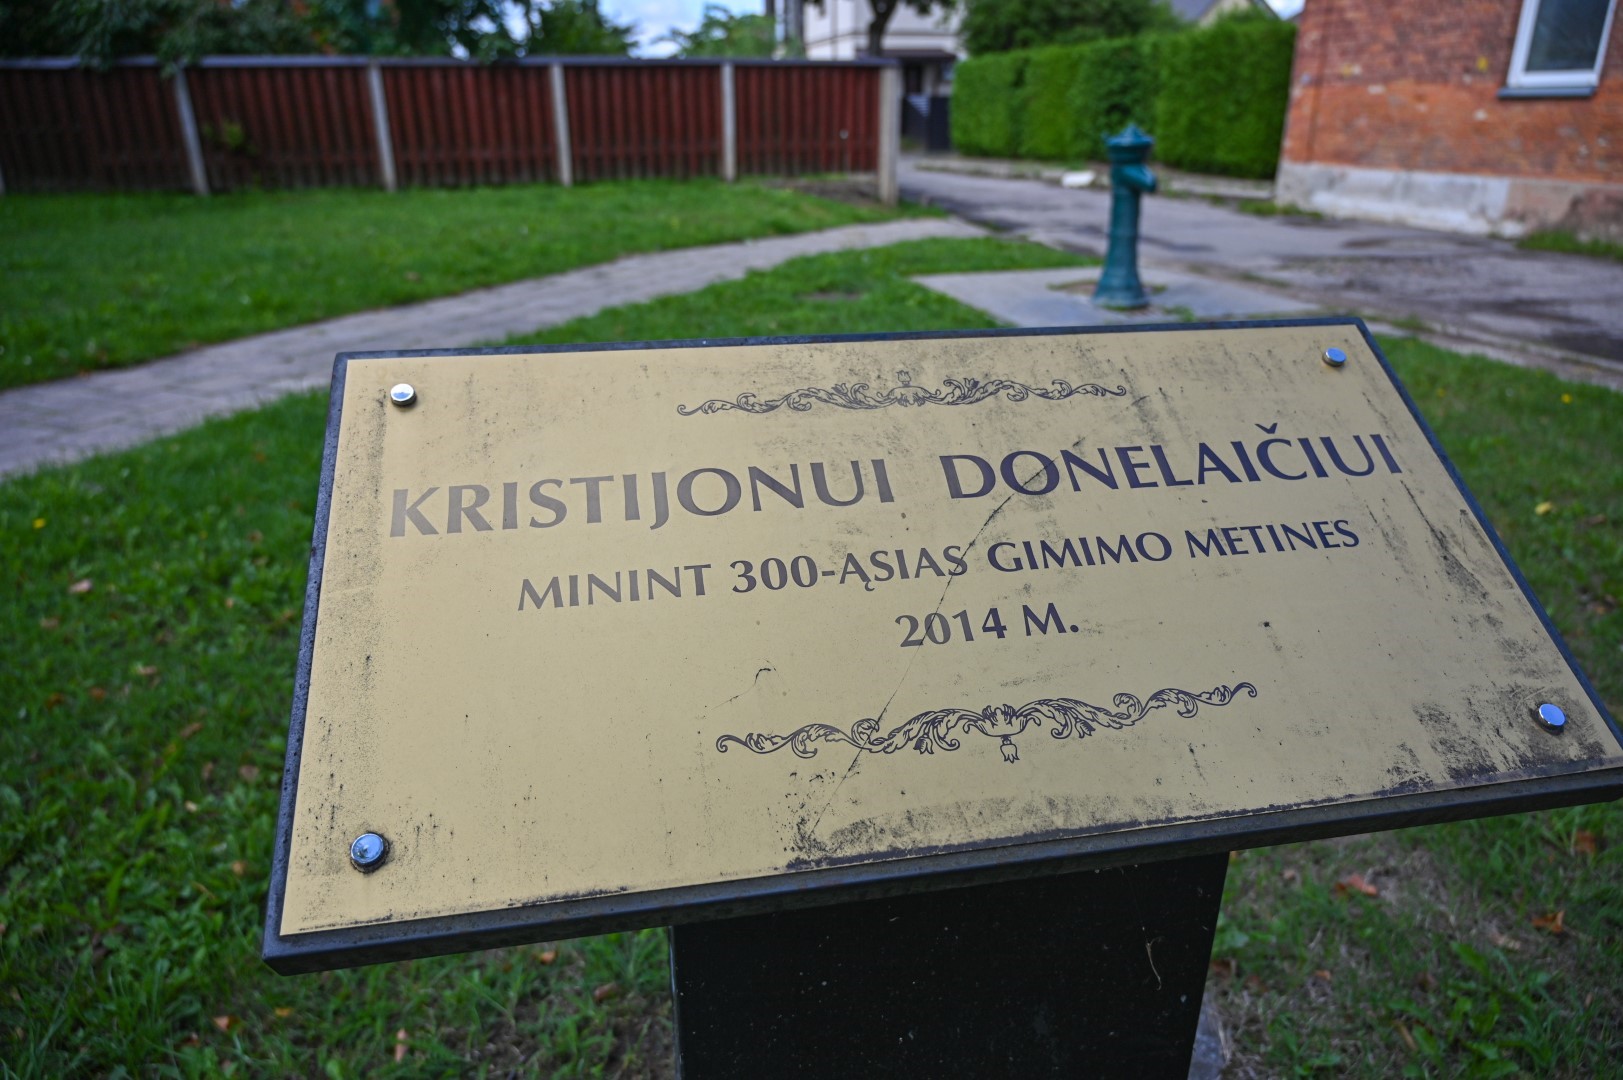 KRISTIJONUI DONELAIČIUI
MININT 300-ĄSIAS GIMIMO METINES
2014 M.